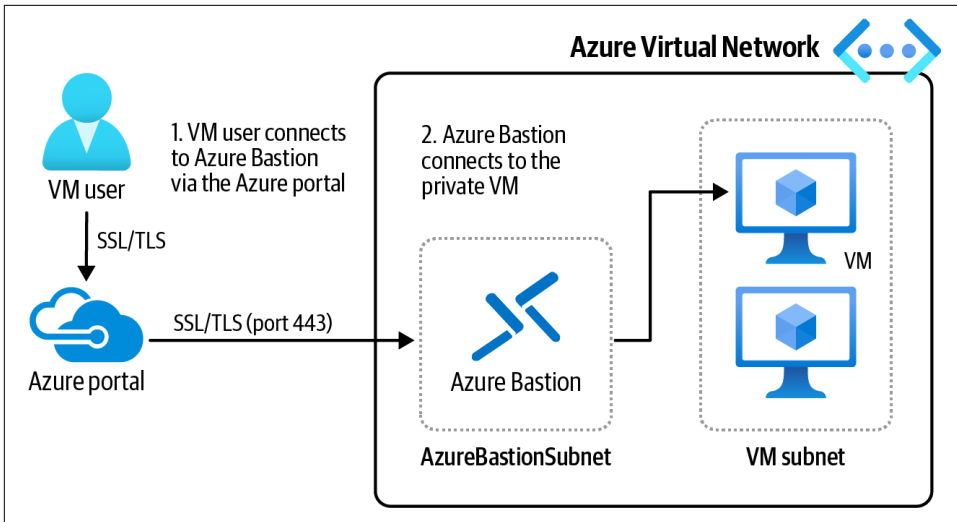 Azure Virtual Network
1. VM user connects
to Azure Bastion
via the Azure portal
2. Azure Bastion
connects to the
private VM
VM user
SSL/TLS
VM
SSL/TLS (port 443)
Azure portal
Azure Bastion
AzureBastionSubnet
VM subnet